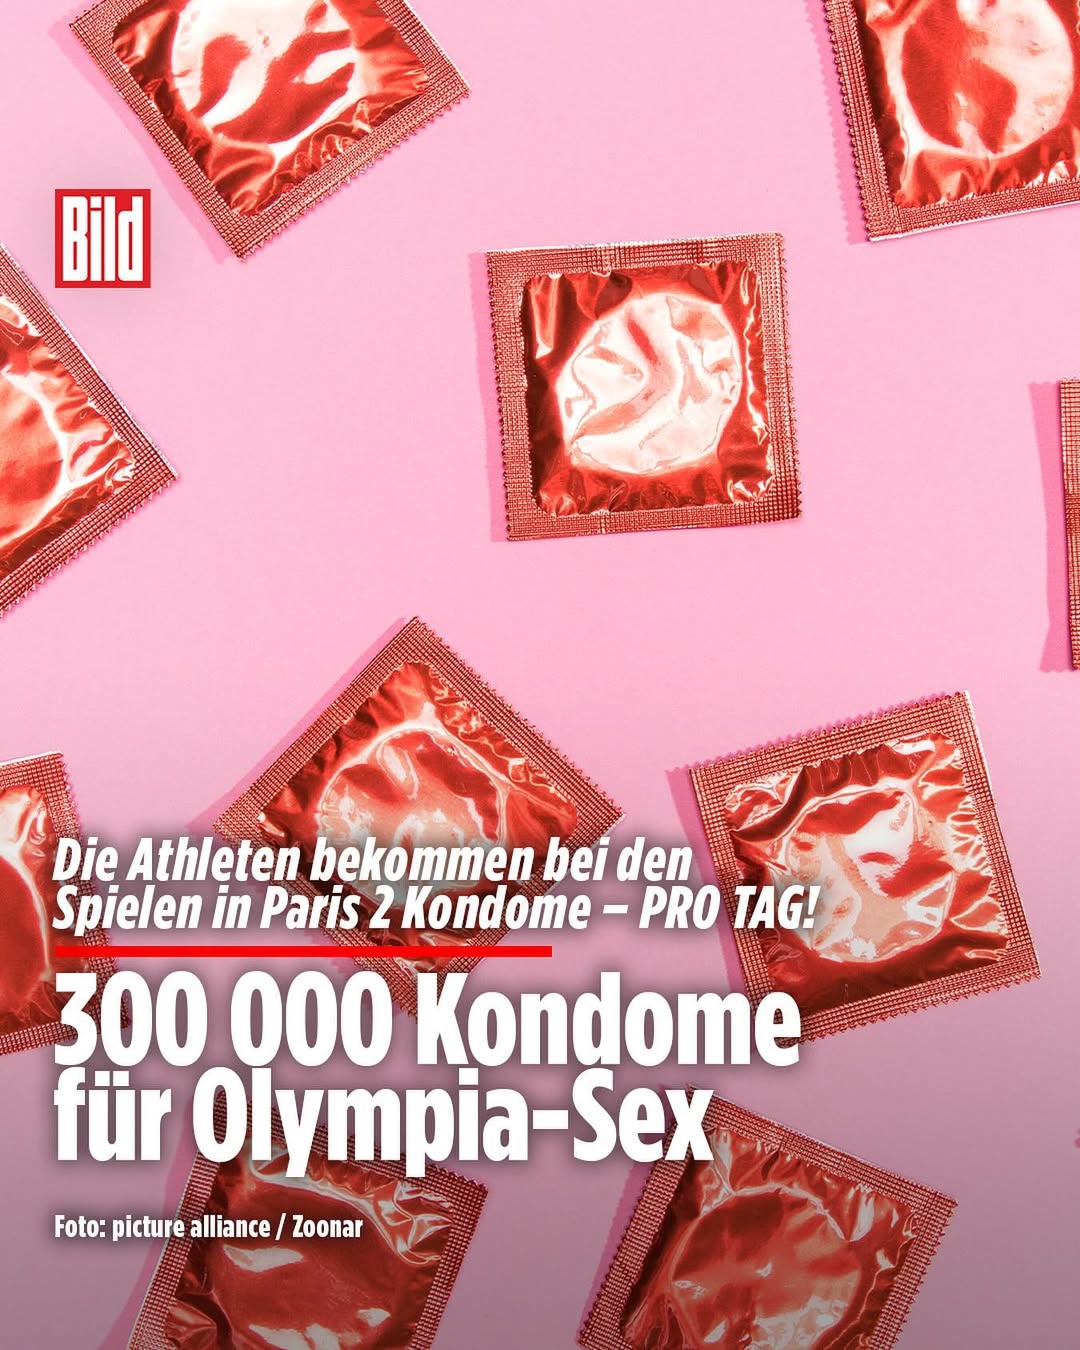 Bild
Die Athleten bekommen bei den
Spielen in Paris 2 Kondome – PRO TAG!
300 000 Kondome
für Olympia-Sex
Foto: picture alliance / Zoonar